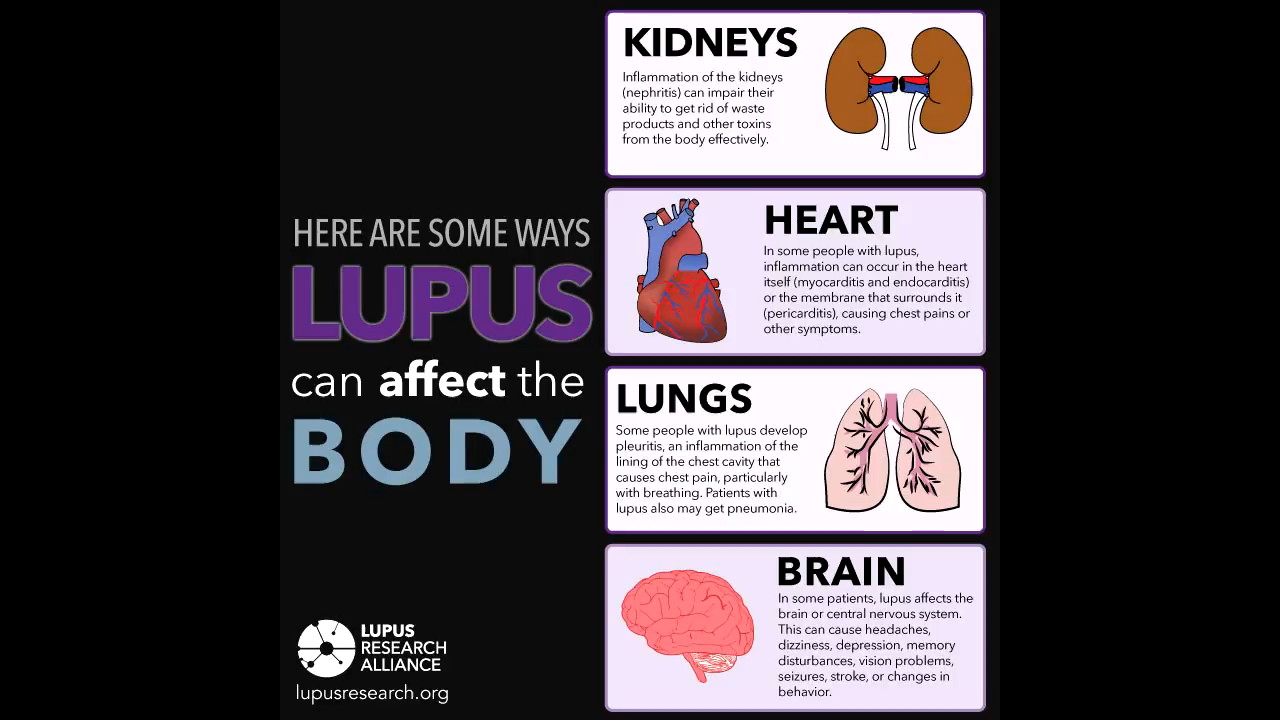 HERE ARE SOME WAYS
LUPUS
can affect the
BODY
LUPUS
RESEARCH
ALLIANCE
lupusresearch.org
KIDNEYS
Inflammation of the kidneys
(nephritis) can impair their
ability to get rid of waste
products and other toxins
from the body effectively.
HEART
In some people with lupus,
inflammation can occur in the heart
itself (myocarditis and endocarditis)
or the membrane that surrounds it
(pericarditis), causing chest pains or
other symptoms.
LUNGS
Some people with lupus develop
pleuritis, an inflammation of the
lining of the chest cavity that
causes chest pain, particularly
with breathing. Patients with
lupus also may get pneumonia.
BRAIN
In some patients, lupus affects the
brain or central nervous system.
This can cause headaches,
dizziness, depression, memory
disturbances, vision problems,
seizures, stroke, or changes in
behavior.